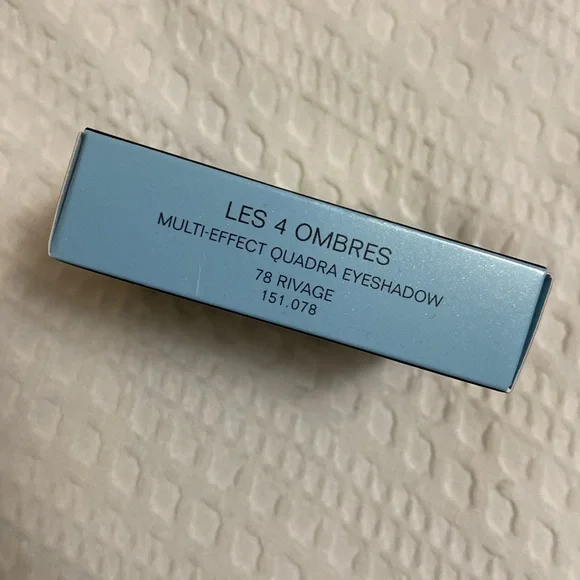 LES 4 OMBRES
MULTI-EFFECT QUADRA EYESHADOW
78 RIVAGE
151.078